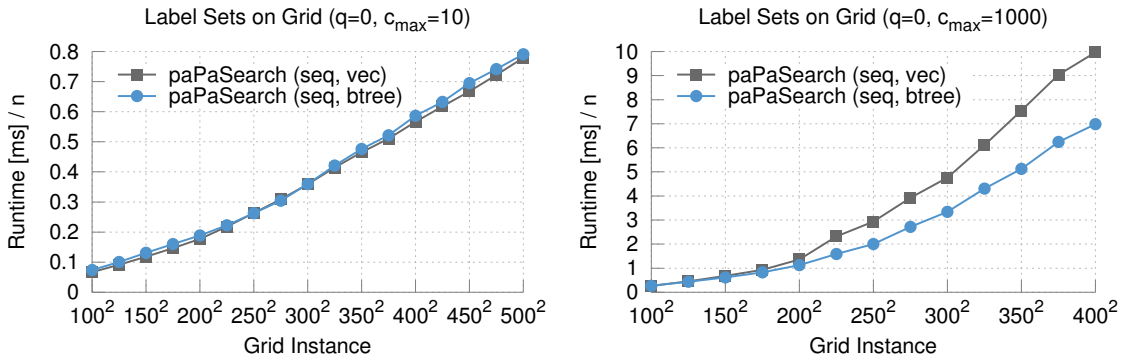 Label Sets on Grid (q=0, cmax=10)
Runtime [ms] / n
0.8
0.7
0.6
0.5
0.4
0.3
0.2
0.1
0
paPaSearch (seq, vec)
paPaSearch (seq, btree)
100² 150² 200² 250² 300² 350² 400² 450² 500²
Grid Instance
Label Sets on Grid (q=0, cmax=1000)
Runtime [ms] / n
10
9
8
7
6
5
4
3
2
1
0
paPaSearch (seq, vec)
paPaSearch (seq, btree)
100² 150² 200² 250² 300² 350² 400²
Grid Instance